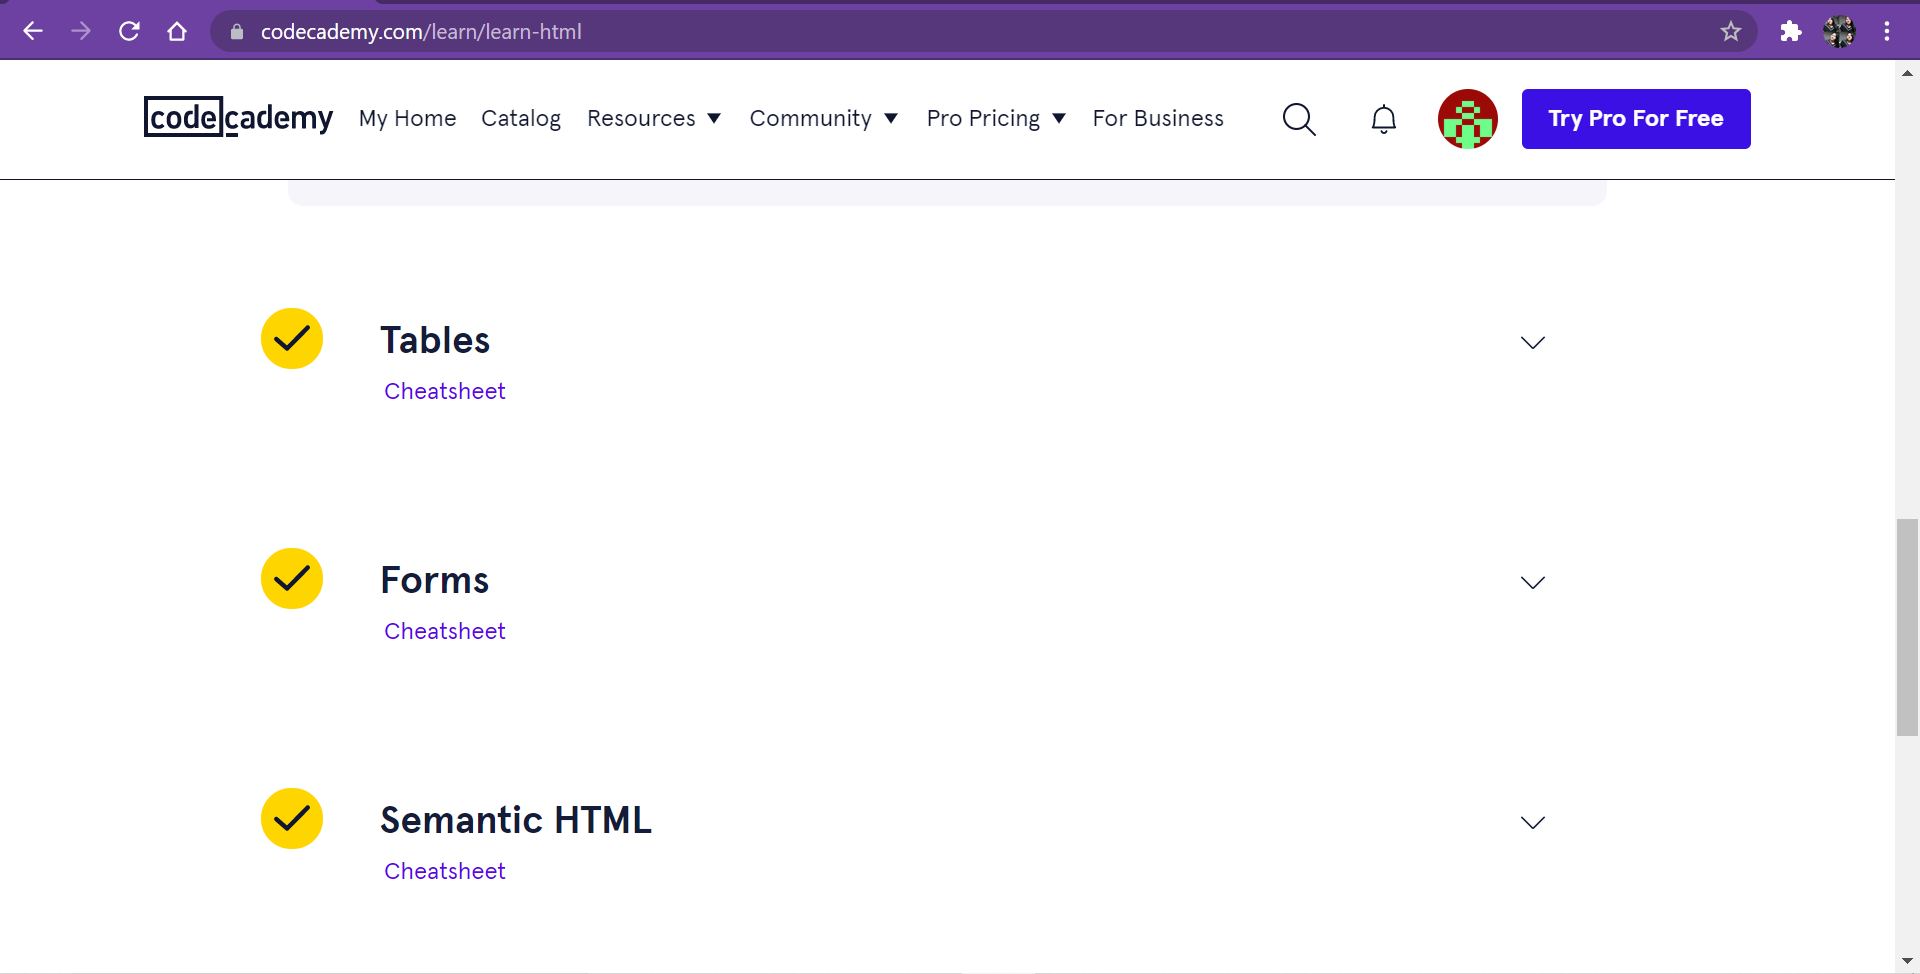 codecademy.com/learn/learn-html
codecademy My Home Catalog Resources Community Pro Pricing For Business Try Pro For Free
Tables
Cheatsheet
Forms
Cheatsheet
Semantic HTML
Cheatsheet